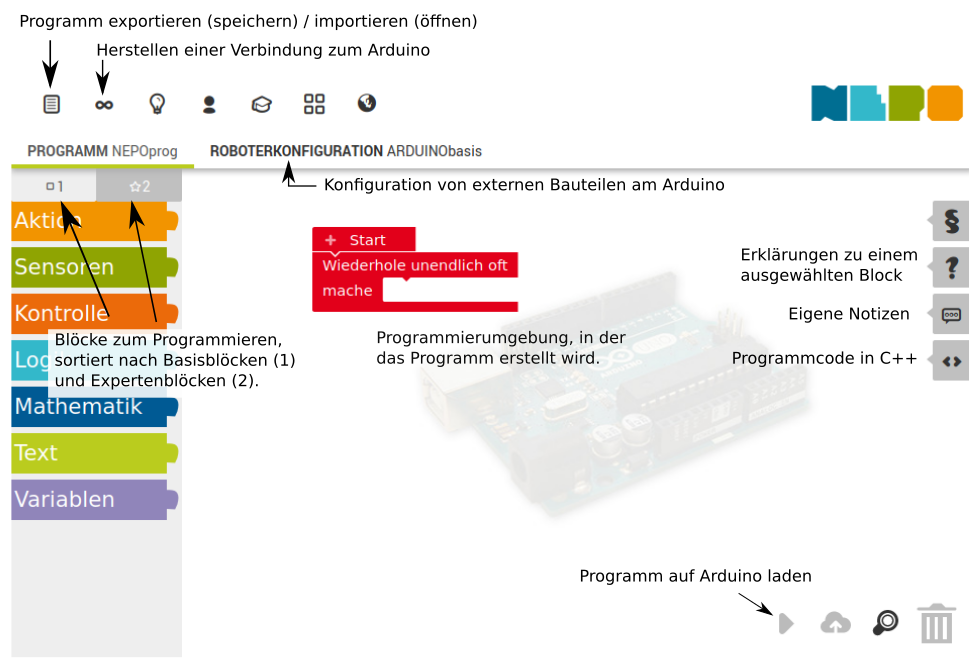 Programm exportieren (speichern) / importieren (öffnen)
Herstellen einer Verbindung zum Arduino
NEPO
PROGRAMM NEPOprog
ROBOTERKONFIGURATION ARDUINObasis
Konfiguration von externen Bauteilen am Arduino
1
2
Aktion
Sensoren
Kontrolle
Log
Mathematik
Text
Variablen
Blöcke zum Programmieren,
sortiert nach Basisblöcken (1)
und Expertenblöcken (2).
+ Start
Wiederhole unendlich oft
mache
Programmierumgebung, in der
das Programm erstellt wird.
§
Erklärungen zu einem
ausgewählten Block
?
Eigene Notizen
Programmcode in C++
Programm auf Arduino laden